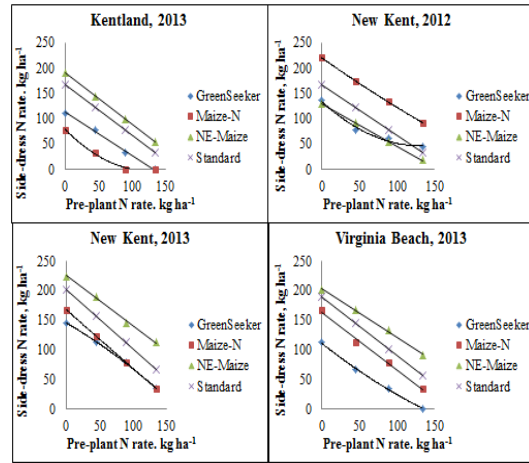 Kentland, 2013
Side-dress N rate. kg ha-1
250
200
150
100
50
0
0 50 100 150
Pre-plant N rate. kg ha-1
GreenSeeker
Maize-N
NE-Maize
Standard
New Kent, 2012
Side-dress N rate, kg ha-1
250
200
150
100
50
0
0 50 100 150
Pre-plant N rate. kg ha-1
GreenSeeker
Maize-N
NE-Maize
Standard
New Kent, 2013
Side-dress N rate, kg ha-1
250
200
150
100
50
0
0 50 100 150
Pre-plant N rate. kg ha-1
GreenSeeker
Maize-N
NE-Maize
Standard
Virginia Beach, 2013
Side-dress N rate, kg ha-1
250
200
150
100
50
0
0 50 100 150
Pre-plant N rate. kg ha-1
GreenSeeker
Maize-N
NE-Maize
Standard